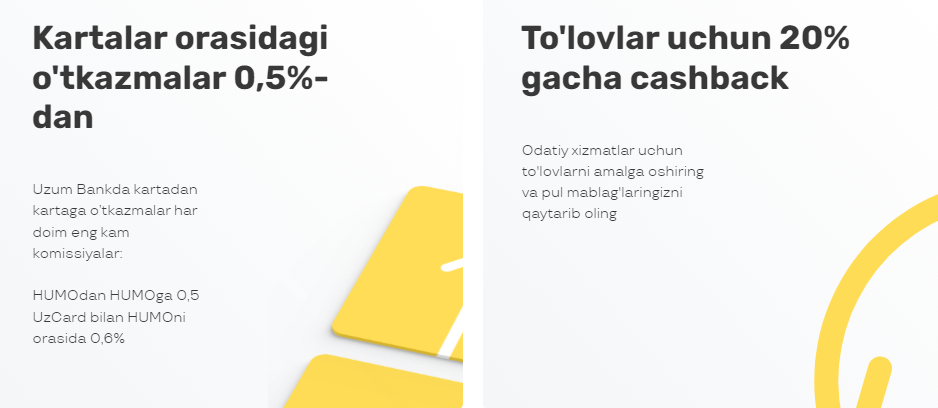 Kartalar orasidagi
o'tkazmalar 0,5%-
dan
Uzum Bankda kartadan
kartaga o'tkazmalar har
doim eng kam
komissiyalar:
HUMOdan HUMOga 0,5
UzCard bilan HUMOni
orasida 0,6%
To'lovlar uchun 20%
gacha cashback
Odatiy xizmatlar uchun
to'lovlarni amalga oshiring
va pul mablag'laringizni
qaytarib oling